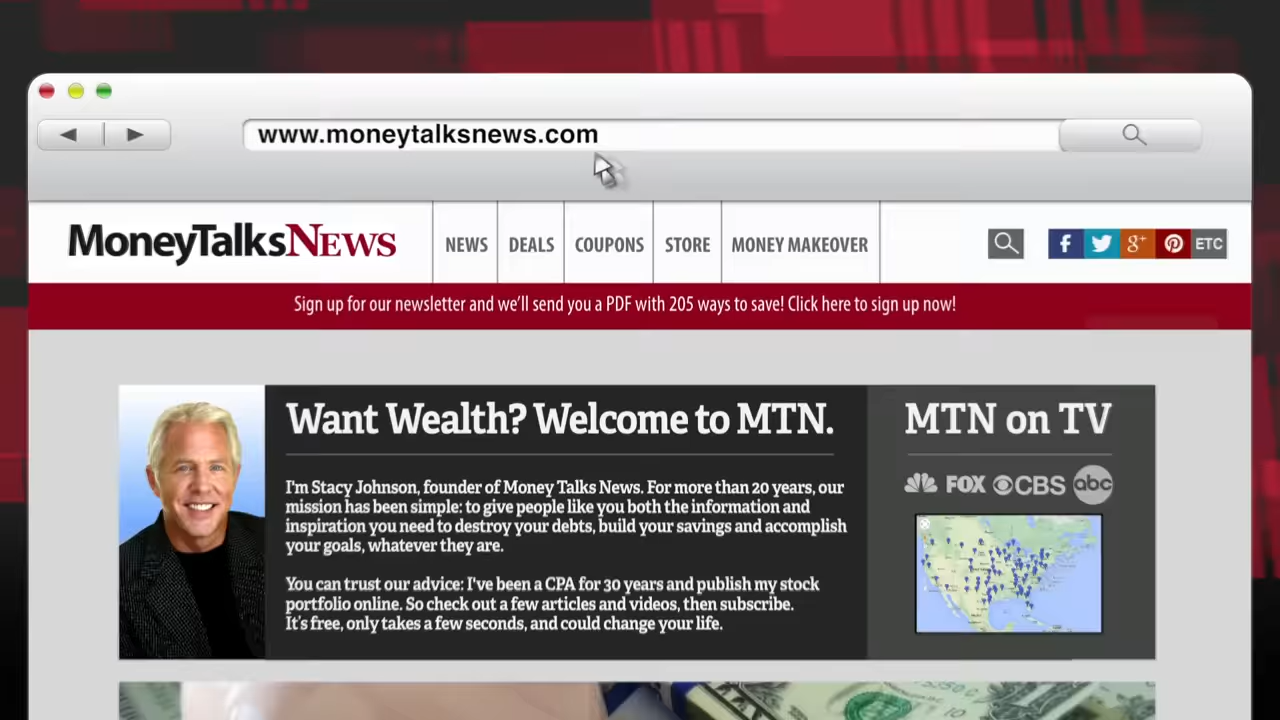 www.moneytalksnews.com
MoneyTalksNews
NEWS
DEALS
COUPONS
STORE
MONEY MAKEOVER
f
g+
ETC
Sign up for our newsletter and we'll send you a PDF with 205 ways to save! Click here to sign up now!
Want Wealth? Welcome to MTN.
I'm Stacy Johnson, founder of Money Talks News. For more than 20 years, our
mission has been simple: to give people like you both the information and
inspiration you need to destroy your debts, build your savings and accomplish
your goals, whatever they are.
You can trust our advice: I've been a CPA for 30 years and publish my stock
portfolio online. So check out a few articles and videos, then subscribe.
It's free, only takes a few seconds, and could change your life.
MTN on TV
FOX CBS abc